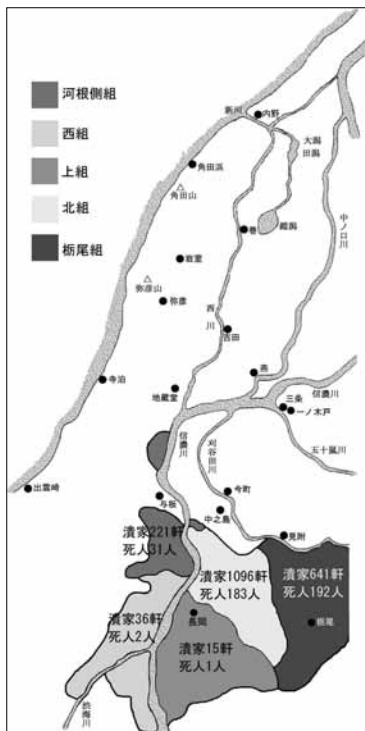 河根側組
西組
上組
北組
栃尾組
新河
内野
大潟
田潟
角田浜
角田山
中ノ口川
巻
鎧潟
岩室
弥彦山
弥彦
西川
吉田
燕
寺泊
地蔵堂
信濃川
三条
一ノ木戸
信濃川
刈谷田川
五十嵐川
出雲崎
与板
今町
中之島
見附
潰家221軒
死人31人
潰家1096軒
死人183人
潰家641軒
死人192人
潰家36軒
死人2人
長岡
栃尾
潰家15軒
死人1人
渋海川